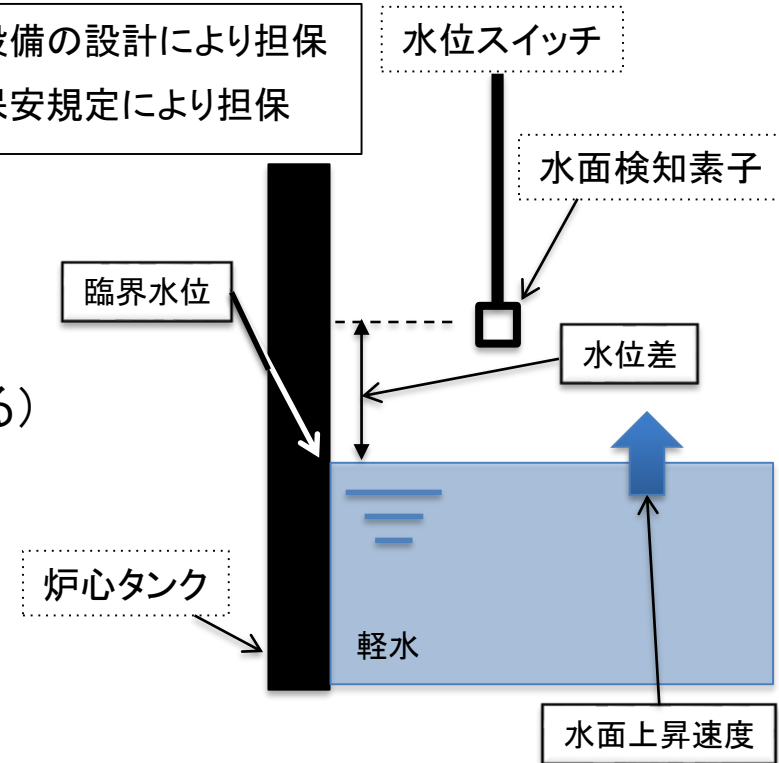 設備の設計により担保
保安規定により担保
水位スイッチ
水面検知素子
臨界水位
水位差
る）
炉心タンク
軽水
水面上昇速度